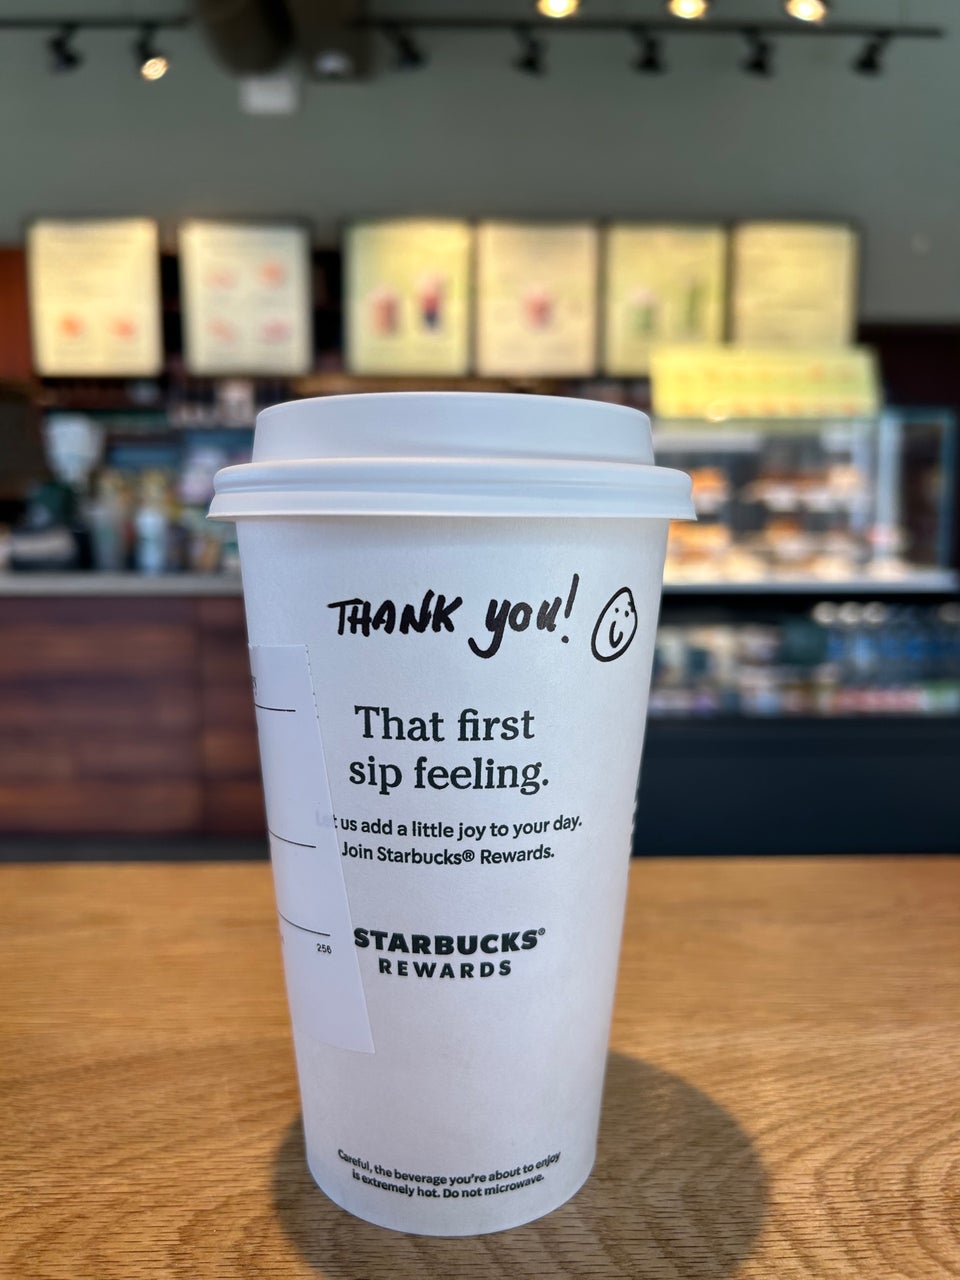 THANK you!
That first
sip feeling.
Let us add a little joy to your day.
Join Starbucks® Rewards.
256
STARBUCKS®
REWARDS
Careful, the beverage you're about to enjoy
is extremely hot. Do not microwave.